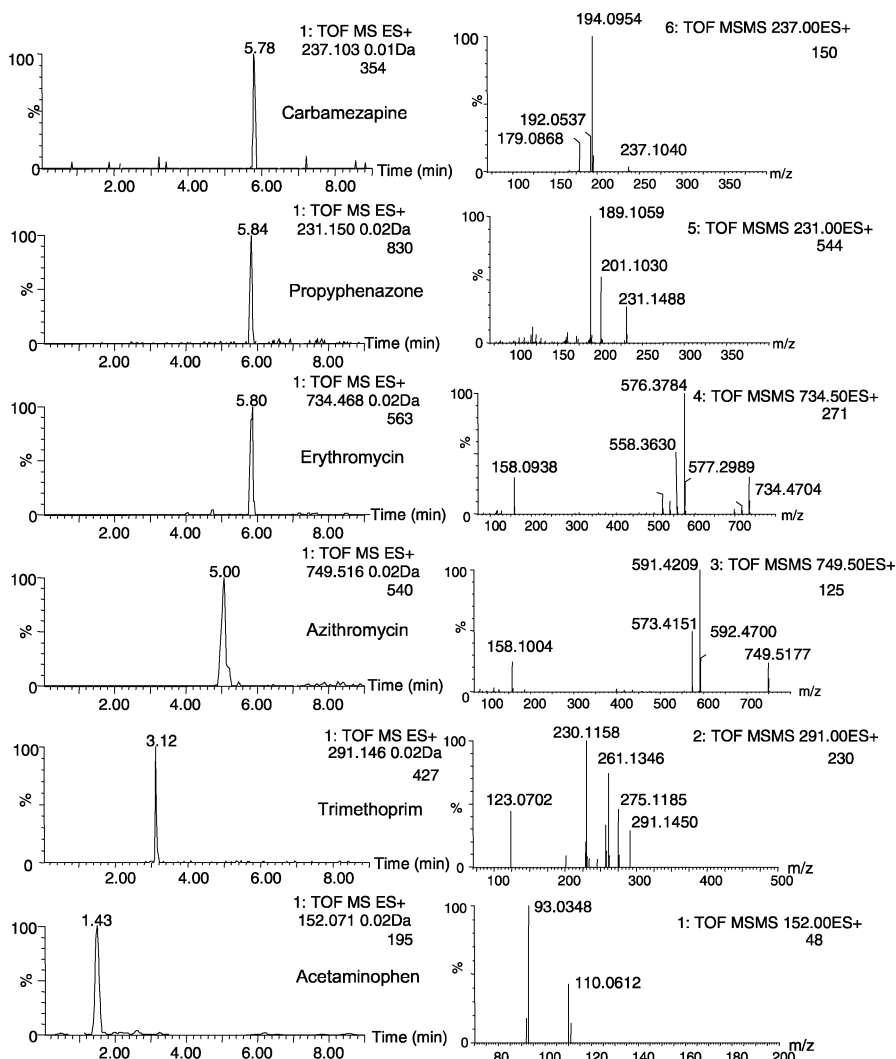 1: TOF MS ES+
237.103 0.01Da
354
5.78
100
%
0
Carbamazepine
Time (min)
2.00 4.00 6.00 8.00
6: TOF MSMS 237.00ES+
150
194.0954
100
%
0
192.0537
179.0868
237.1040
100 150 200 250 300 350
m/z
1: TOF MS ES+
231.150 0.02Da
830
5.84
100
%
0
Propyphenazone
Time (min)
2.00 4.00 6.00 8.00
5: TOF MSMS 231.00ES+
544
189.1059
100
%
0
201.1030
231.1488
100 150 200 250 300 350
m/z
1: TOF MS ES+
734.468 0.02Da
563
5.80
100
%
0
Erythromycin
Time (min)
2.00 4.00 6.00 8.00
4: TOF MSMS 734.50ES+
271
576.3784
100
%
0
558.3630
577.2989
158.0938
734.4704
100 200 300 400 500 600 700
m/z
1: TOF MS ES+
749.516 0.02Da
540
5.00
100
%
0
Azithromycin
Time (min)
2.00 4.00 6.00 8.00
3: TOF MSMS 749.50ES+
125
591.4209
100
%
0
573.4151
592.4700
158.1004
749.5177
100 200 300 400 500 600 700
m/z
1: TOF MS ES+
291.146 0.02Da
427
3.12
100
%
0
Trimethoprim
Time (min)
2.00 4.00 6.00 8.00
2: TOF MSMS 291.00ES+
230
230.1158
100
%
0
261.1346
123.0702
275.1185
291.1450
100 200 300 400 500
m/z
1: TOF MS ES+
152.071 0.02Da
195
1.43
100
%
0
Acetaminophen
Time (min)
2.00 4.00 6.00 8.00
1: TOF MSMS 152.00ES+
48
93.0348
100
%
0
110.0612
80 100 120 140 160 180 200
m/z